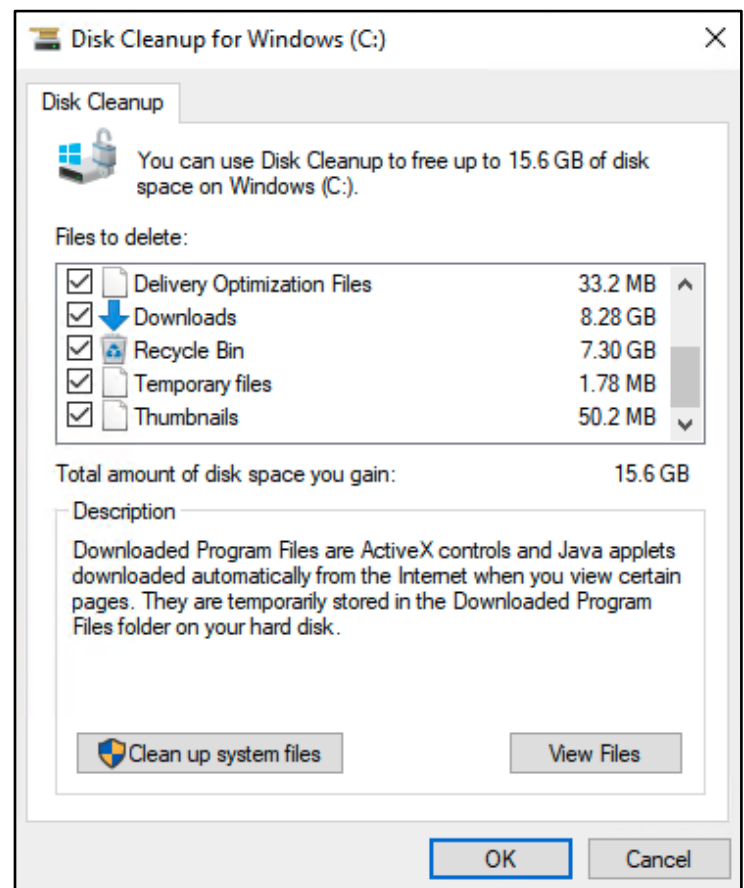 Disk Cleanup for Windows (C:)
Disk Cleanup
You can use Disk Cleanup to free up to 15.6 GB of disk
space on Windows (C:).
Files to delete:
Delivery Optimization Files 33.2 MB
Downloads 8.28 GB
Recycle Bin 7.30 GB
Temporary files 1.78 MB
Thumbnails 50.2 MB
Total amount of disk space you gain: 15.6 GB
Description
Downloaded Program Files are ActiveX controls and Java applets
downloaded automatically from the Internet when you view certain
pages. They are temporarily stored in the Downloaded Program
Files folder on your hard disk.
Clean up system files View Files
OK Cancel